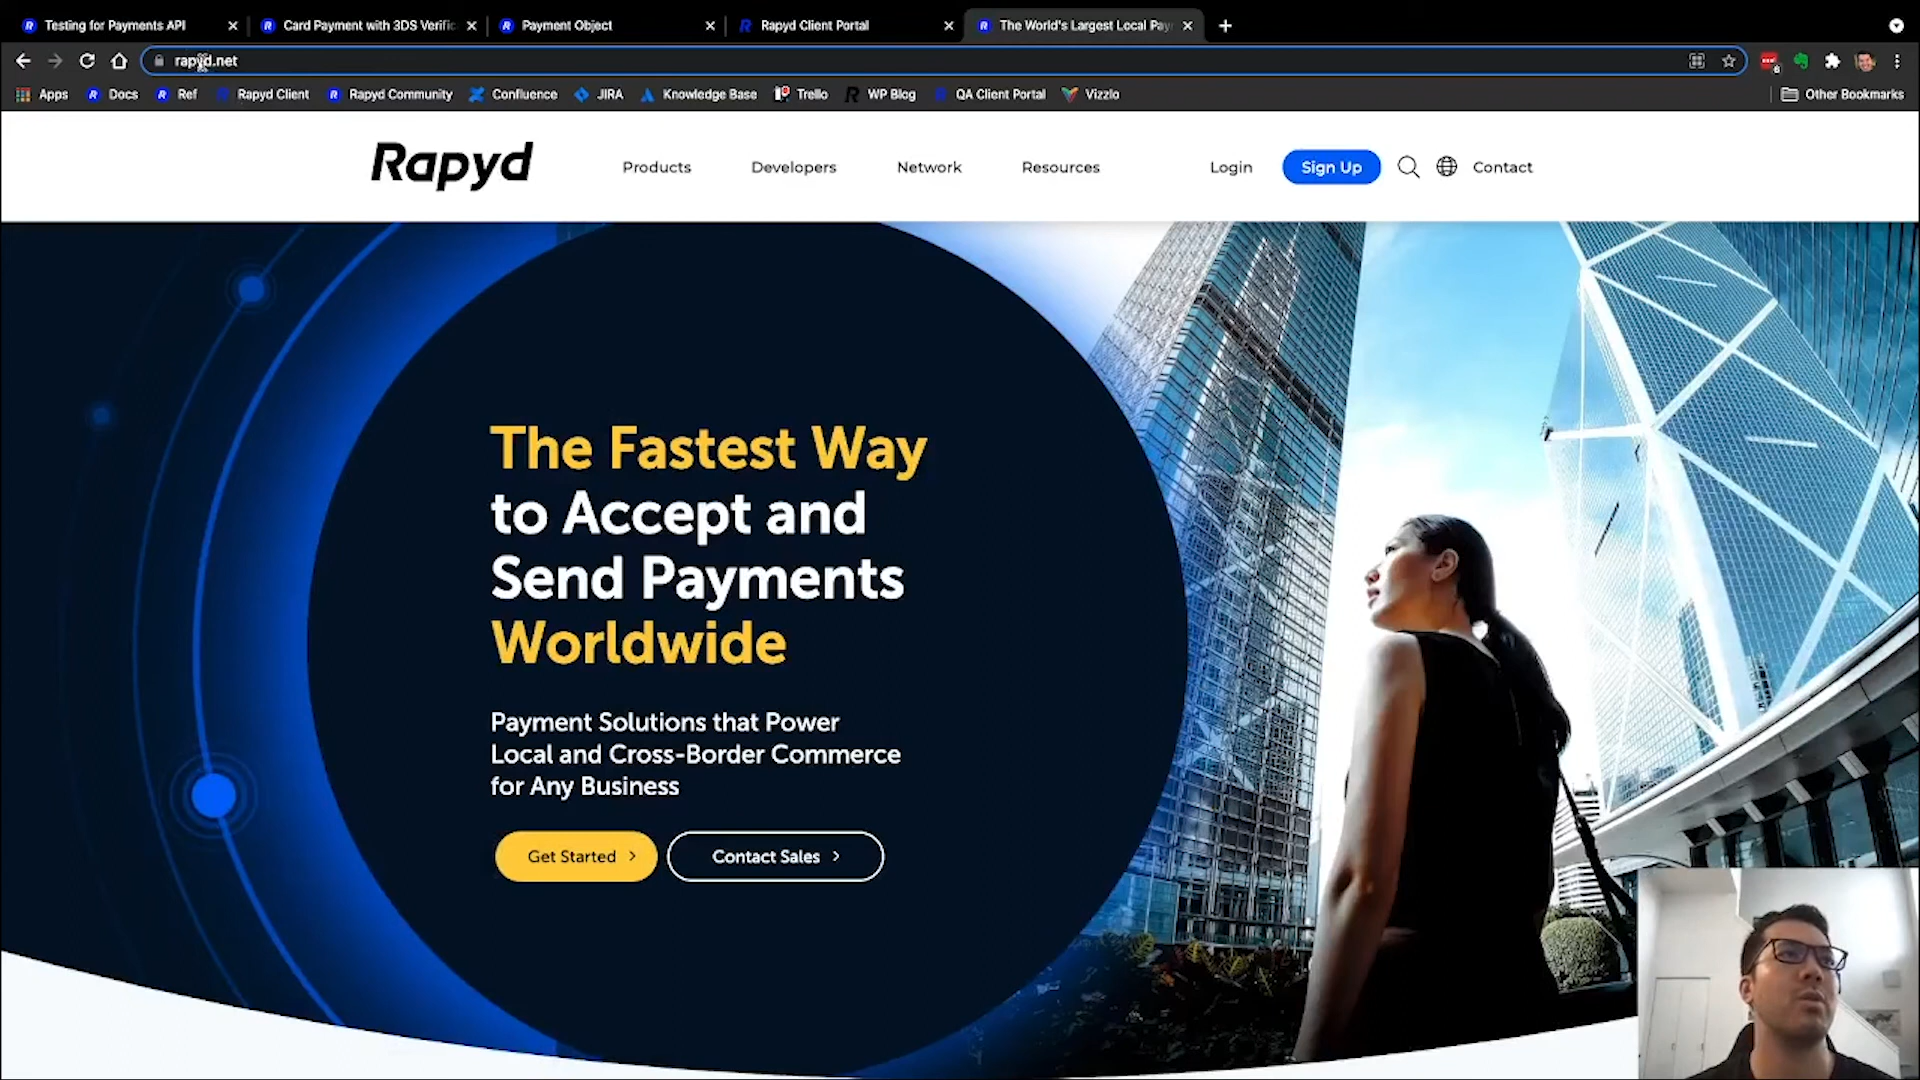 Testing for Payments API
Card Payment with 3DS Verific
Payment Object
Rapyd Client Portal
The World's Largest Local Pay
rapyd.net
Apps
Docs
Ref
Rapyd Client
Rapyd Community
Confluence
JIRA
Knowledge Base
Trello
WP Blog
QA Client Portal
Vizzlo
Other Bookmarks
Rapyd
Products
Developers
Network
Resources
Login
Sign Up
Contact
The Fastest Way
to Accept and
Send Payments
Worldwide
Payment Solutions that Power
Local and Cross-Border Commerce
for Any Business
Get Started
Contact Sales